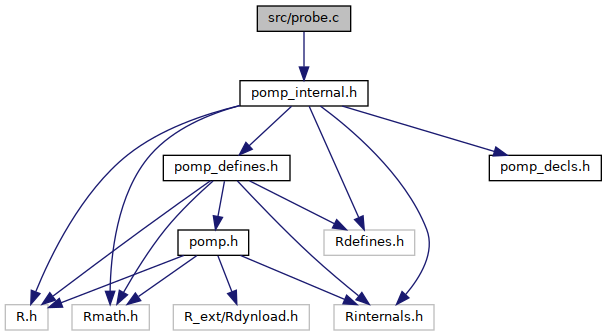 src/probe.c
pomp_internal.h
pomp_defines.h
pomp_decls.h
pomp.h
Rdefines.h
R.h
Rmath.h
R_ext/Rdynload.h
Rinternals.h